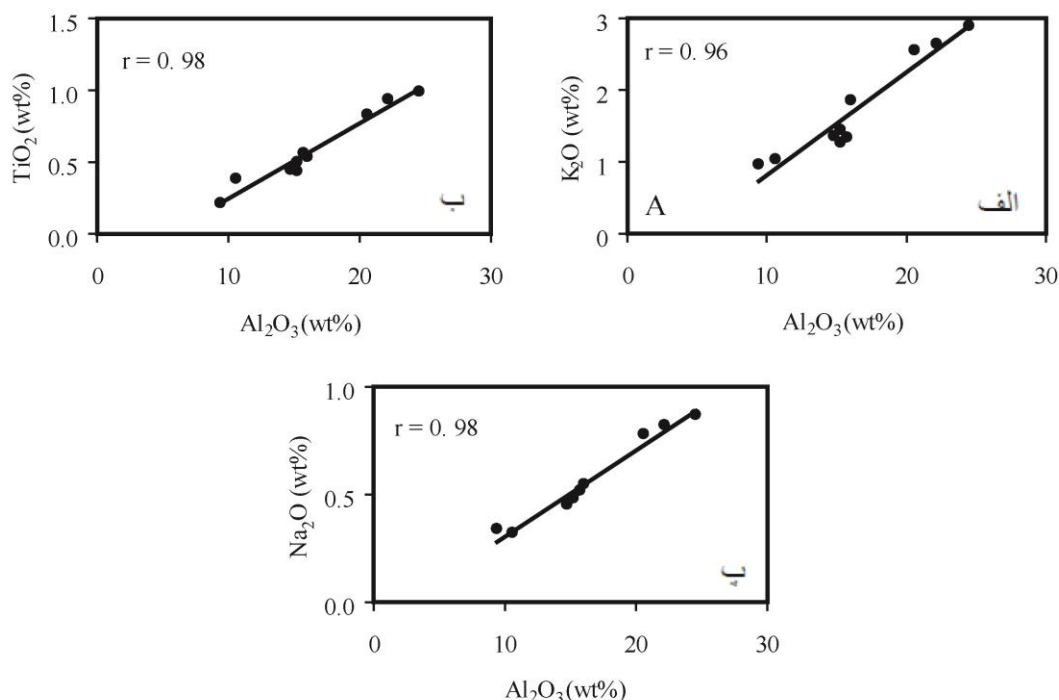 1.5
1.0
0.5
0.0
TiO₂ (wt%)
r = 0. 98
ب
0 10 20 30
Al₂O₃ (wt%)
3
2
1
0
K₂O (wt%)
r = 0. 96
A
الف
0 10 20 30
Al₂O₃ (wt%)
1.0
0.5
0.0
Na₂O (wt%)
r = 0. 98
0 10 20 30
Al₂O₃ (wt%)